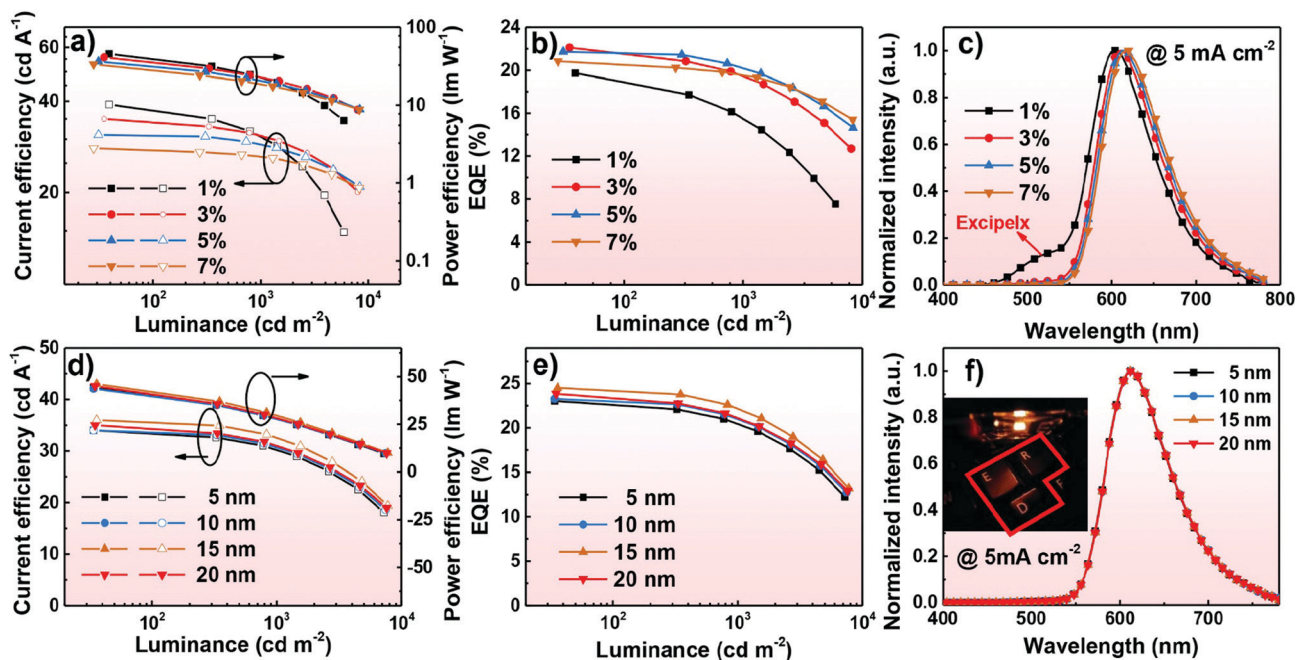 a)
Current efficiency (cd A⁻¹)
60
40
20
100
10
1
0.1
Power efficiency (lm W⁻¹)
1%
3%
5%
7%
10²
10³
10⁴
Luminance (cd m⁻²)
b)
EQE (%)
24
20
16
12
8
4
0
1%
3%
5%
7%
10²
10³
10⁴
Luminance (cd m⁻²)
c)
@ 5 mA cm⁻²
Normalized intensity (a.u.)
1.0
0.8
0.6
0.4
0.2
0.0
1%
3%
5%
7%
Excipelx
400
500
600
700
800
Wavelength (nm)
d)
Current efficiency (cd A⁻¹)
50
40
30
20
10
0
50
25
0
-25
-50
Power efficiency (lm W⁻¹)
5 nm
10 nm
15 nm
20 nm
10²
10³
10⁴
Luminance (cd m⁻²)
e)
EQE (%)
25
20
15
10
5
0
5 nm
10 nm
15 nm
20 nm
10²
10³
10⁴
Luminance (cd m⁻²)
f)
Normalized intensity (a.u.)
1.0
0.8
0.6
0.4
0.2
0.0
5 nm
10 nm
15 nm
20 nm
R
E
F
D
@ 5mA cm⁻²
400
500
600
700
Wavelength (nm)